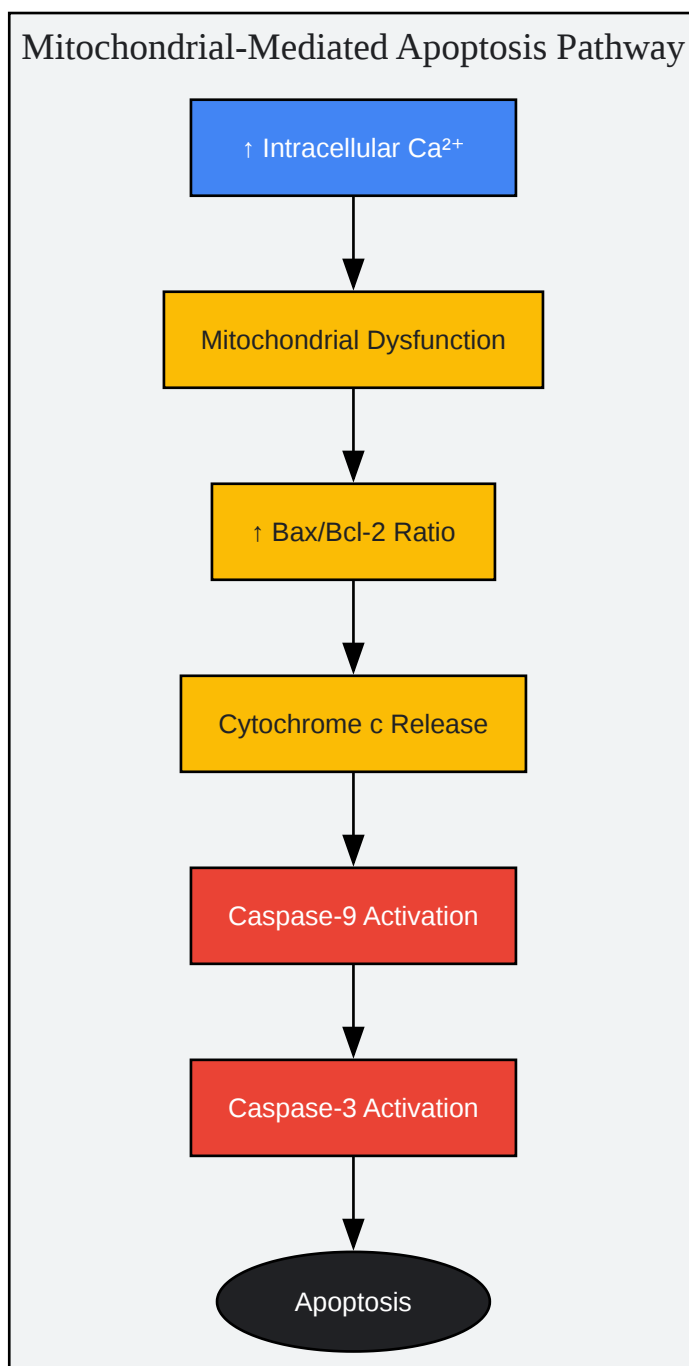 Mitochondrial-Mediated Apoptosis Pathway
↑ Intracellular Ca²⁺
Mitochondrial Dysfunction
↑ Bax/Bcl-2 Ratio
Cytochrome c Release
Caspase-9 Activation
Caspase-3 Activation
Apoptosis